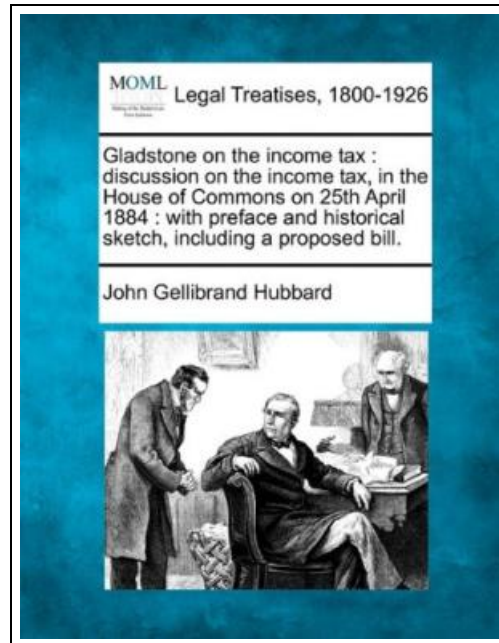 MOML
Legal Treatises, 1800-1926
Gladstone on the income tax :
discussion on the income tax, in the
House of Commons on 25th April
1884 : with preface and historical
sketch, including a proposed bill.
John Gellibrand Hubbard